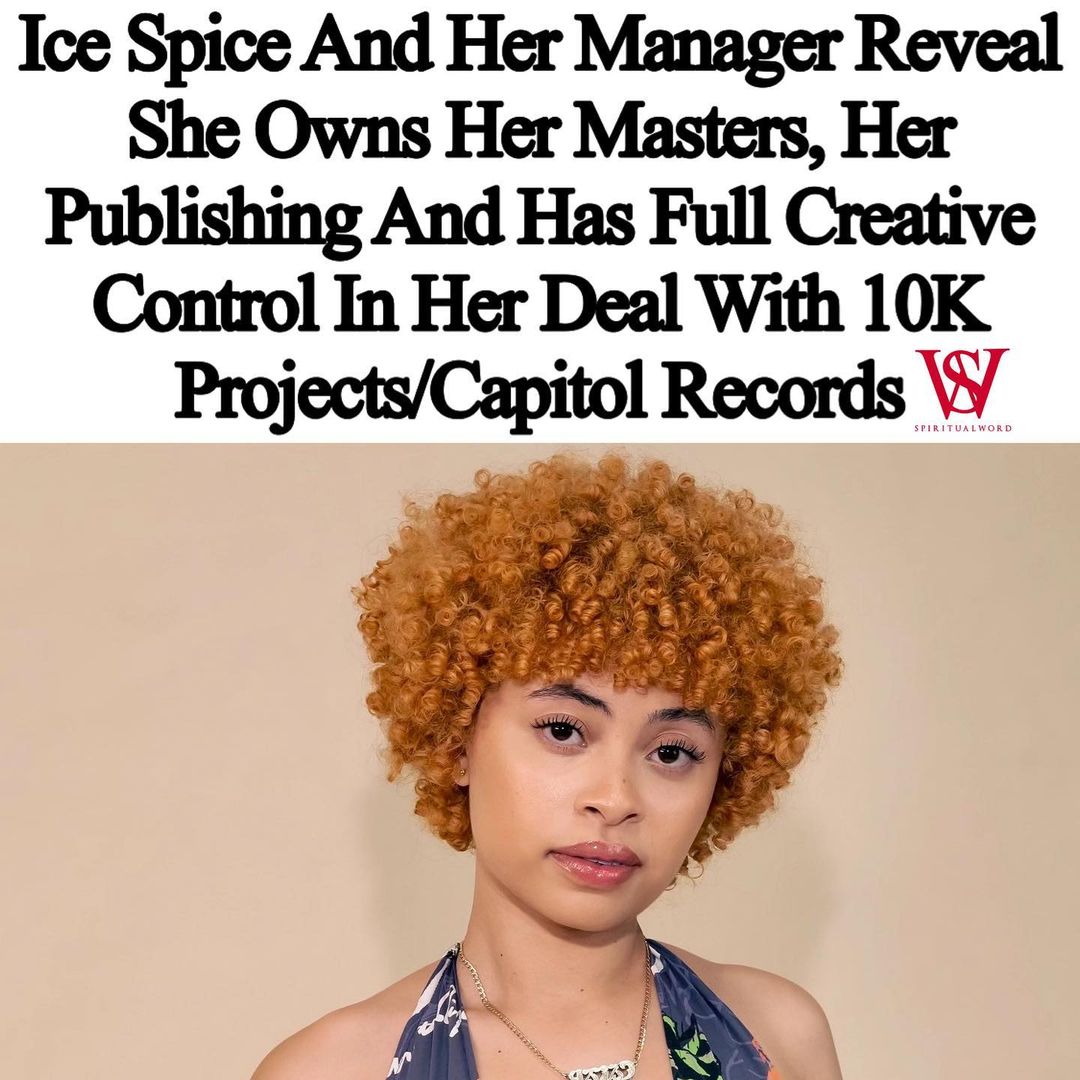 Ice Spice And Her Manager Reveal
She Owns Her Masters, Her
Publishing And Has Full Creative
Control In Her Deal With 10K
Projects/Capitol Records
SW
SPIRITUALWORD